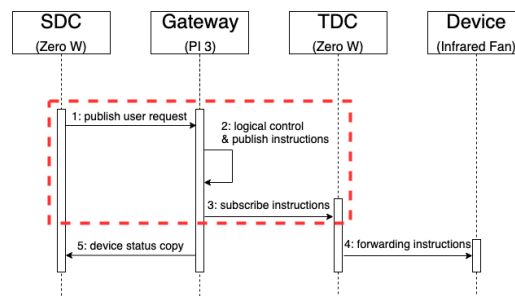 SDC
(Zero W)
Gateway
(PI 3)
TDC
(Zero W)
Device
(Infrared Fan)
1: publish user request
2: logical control
& publish instructions
3: subscribe instructions
5: device status copy
4: forwarding instructions